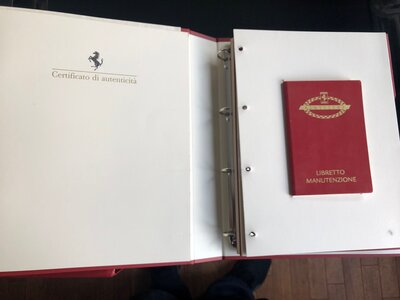 Certificato di autenticità
LIBRETTO
MANUTENZIONE